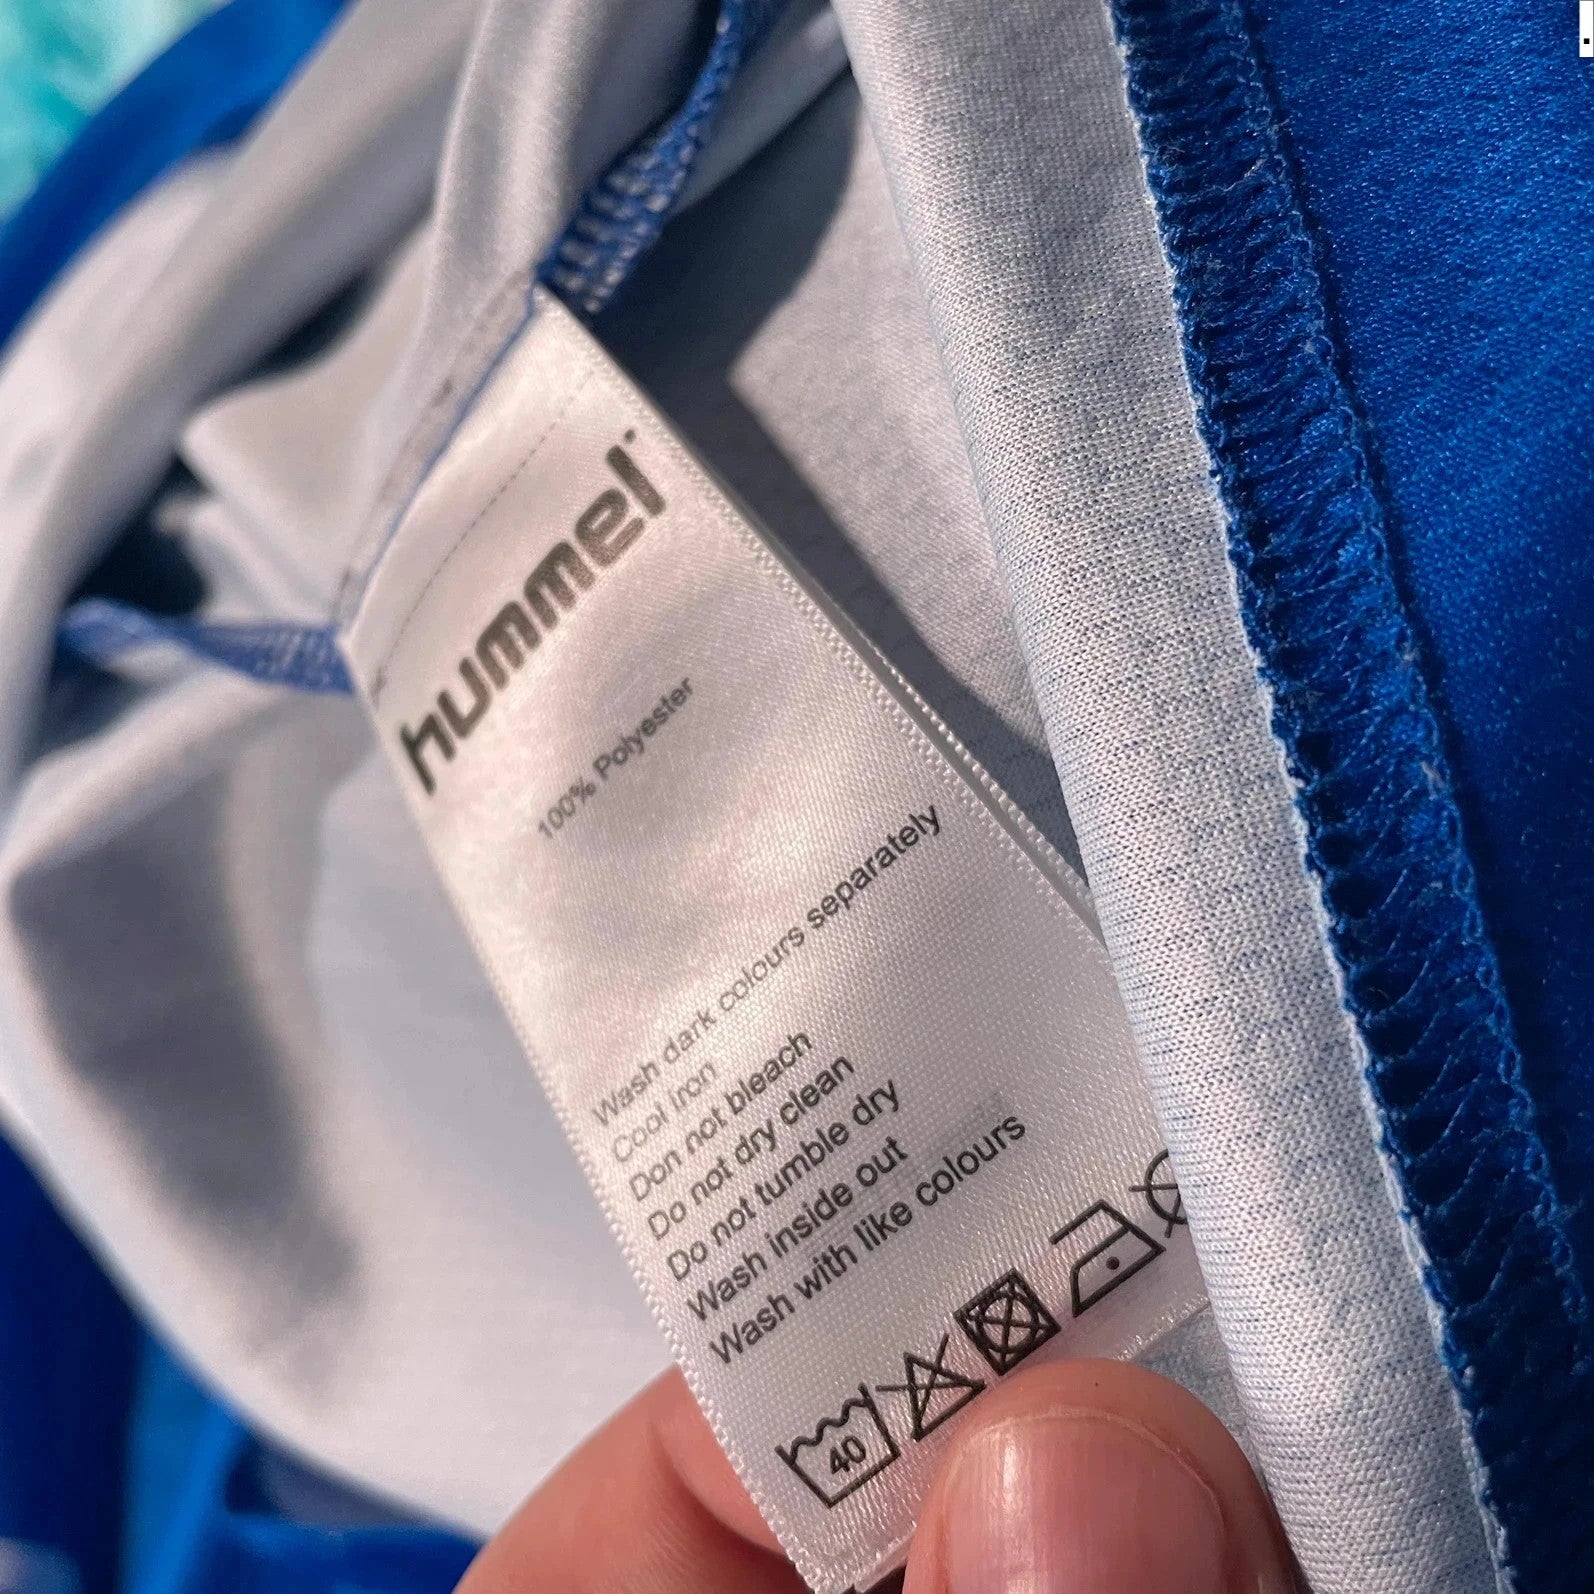 hummel
100% Polyester
Wash dark colours separately
Cool Iron
Don not bleach
Do not dry clean
Do not tumble dry
Wash inside out
Wash with like colours
40